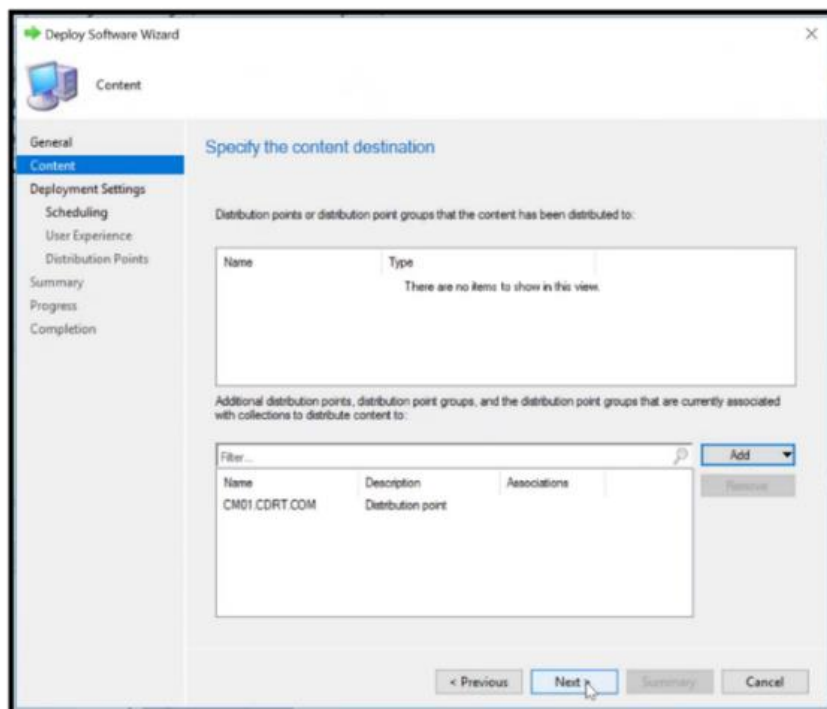 Deploy Software Wizard
Content
General
Content
Deployment Settings
Scheduling
User Experience
Distribution Points
Summary
Progress
Completion
Specify the content destination
Distribution points or distribution point groups that the content has been distributed to:
Name Type
There are no items to show in this view.
Additional distribution points, distribution point groups, and the distribution point groups that are currently associated
with collections to distribute content to:
Filter...
Add
Remove
Name Description Associations
CM01.CDRT.COM Distribution point
< Previous Next > Summary Cancel